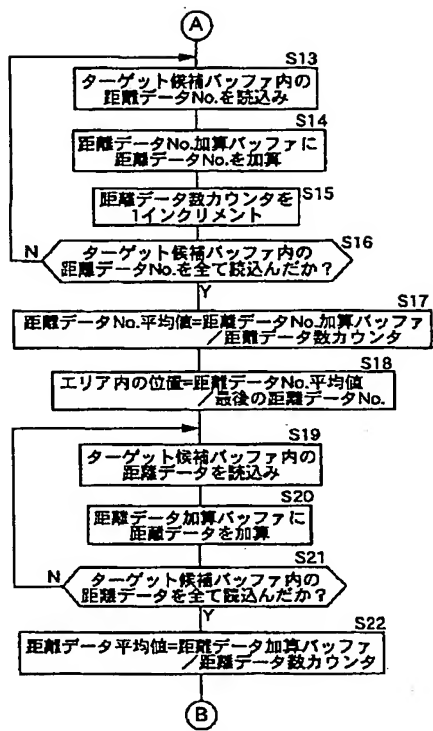 A
S13
ターゲット候補バッファ内の
距離データNo.を読込み
S14
距離データNo.加算バッファに
距離データNo.を加算
S15
距離データ数カウンタを
1インクリメント
S16
ターゲット候補バッファ内の
距離データNo.を全て読込んだか?
N
Y
S17
距離データNo.平均値=距離データNo.加算バッファ
/距離データ数カウンタ
S18
エリア内の位置=距離データNo.平均値
/最後の距離データNo.
S19
ターゲット候補バッファ内の
距離データを読込み
S20
距離データ加算バッファに
距離データを加算
S21
ターゲット候補バッファ内の
距離データを全て読込んだか?
N
Y
S22
距離データ平均値=距離データ加算バッファ
/距離データ数カウンタ
B